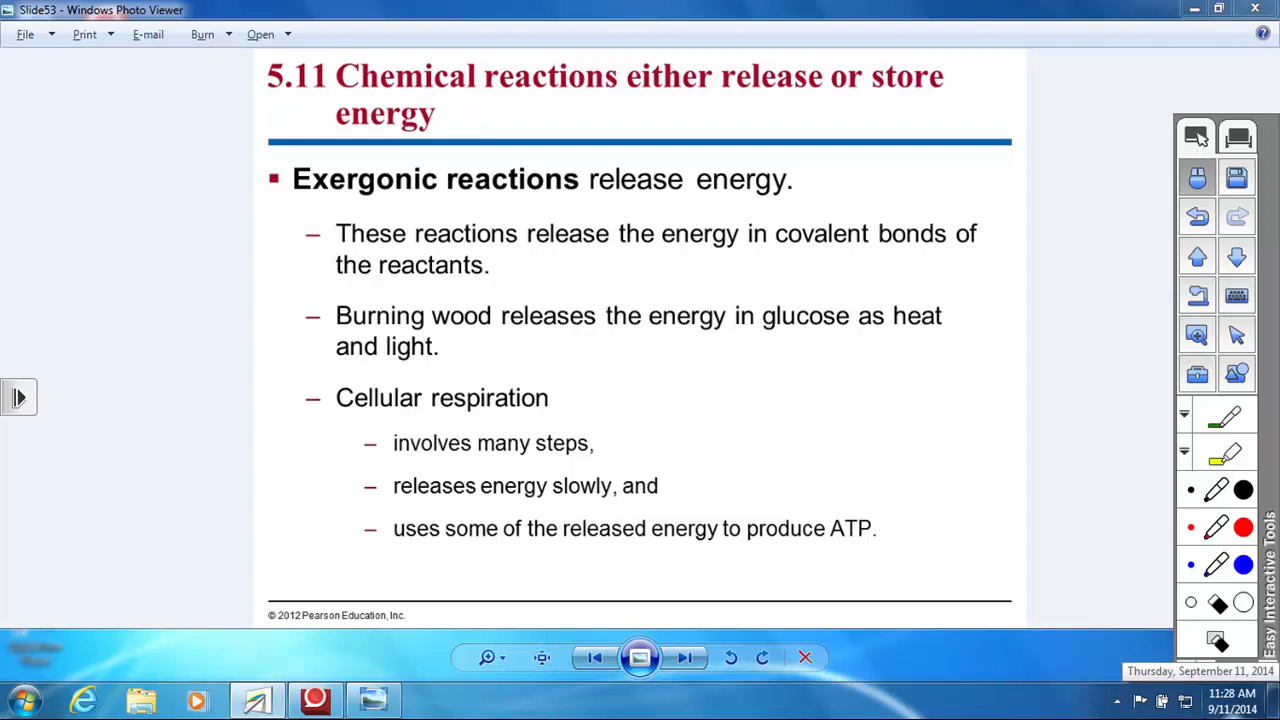 Slide53 - Windows Photo Viewer
File Print E-mail Burn Open
5.11 Chemical reactions either release or store
energy
▪ Exergonic reactions release energy.
– These reactions release the energy in covalent bonds of
the reactants.
– Burning wood releases the energy in glucose as heat
and light.
– Cellular respiration
– involves many steps,
– releases energy slowly, and
– uses some of the released energy to produce ATP.
© 2012 Pearson Education, Inc.
Easy Interactive Tools
Thursday, September 11, 2014
11:28 AM
9/11/2014